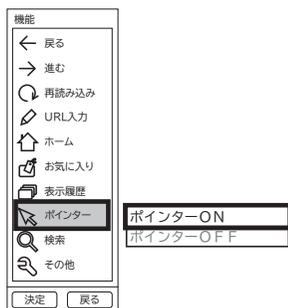 機能
戻る
進む
再読み込み
URL入力
ホーム
お気に入り
表示履歴
ポインター
ポインターON
ポインターOFF
検索
その他
決定 戻る